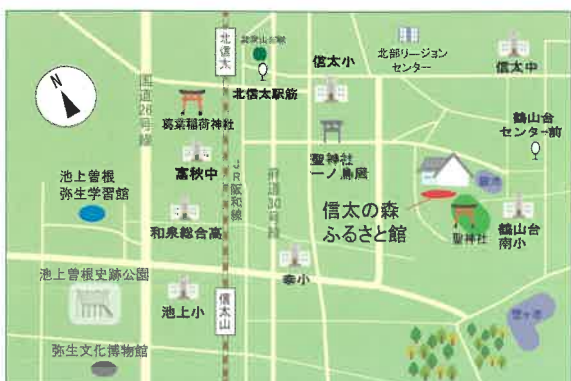 北信太
信太小
北部リージョン
センター
信太中
N
国道26号線
北信太駅筋
葛葉稲荷神社
鶴山台
センター前
聖神社
一ノ鳥居
富秋中
池上曽根
弥生学習館
信太の森
ふるさと館
聖神社
鶴山台
南小
和泉総合高
府道30号線
池上曽根史跡公園
池上小
信太山
幸小
弥生文化博物館